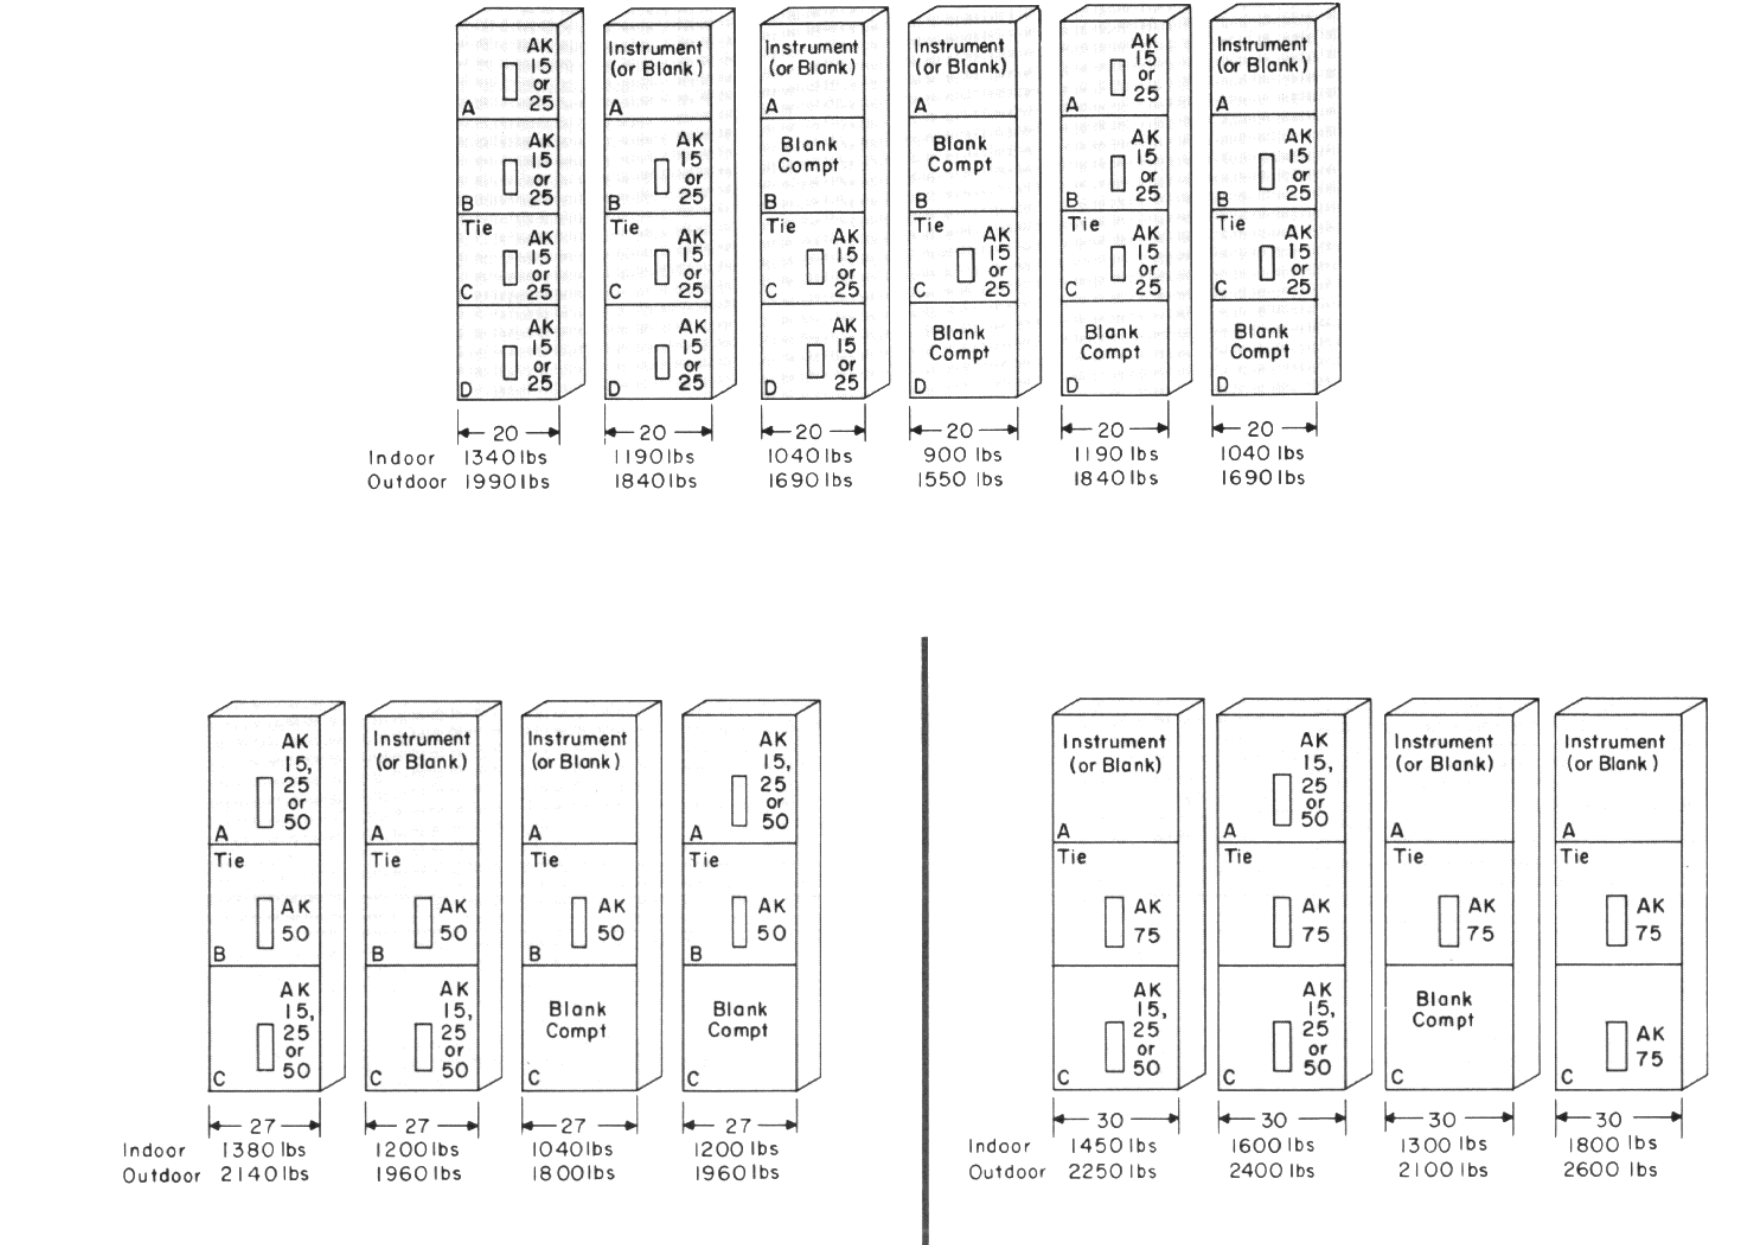 AK
15
or
25
A
AK
15
or
25
B
Tie
AK
15
or
25
C
AK
15
or
25
D
Instrument
(or Blank)
A
AK
15
or
25
B
Tie
AK
15
or
25
C
AK
15
or
25
D
Instrument
(or Blank)
A
Blank
Compt
B
Tie
AK
15
or
25
C
AK
15
or
25
D
Instrument
(or Blank)
A
Blank
Compt
B
Tie
AK
15
or
25
C
Blank
Compt
D
AK
15
or
25
A
AK
15
or
25
B
Tie
AK
15
or
25
C
Blank
Compt
D
Instrument
(or Blank)
A
AK
15
or
25
B
Tie
AK
15
or
25
C
Blank
Compt
D
20 20 20 20 20 20
Indoor 1340 lbs 1190 lbs 1040 lbs 900 lbs 1190 lbs 1040 lbs
Outdoor 1990 lbs 1840 lbs 1690 lbs 1550 lbs 1840 lbs 1690 lbs
AK
15,
25
or
50
A
Tie
AK
50
B
AK
15,
25
or
50
C
Instrument
(or Blank)
A
Tie
AK
50
B
AK
15,
25
or
50
C
Instrument
(or Blank)
A
Tie
AK
50
B
Blank
Compt
C
AK
15,
25
or
50
A
Tie
AK
50
B
Blank
Compt
C
27 27 27 27
Indoor 1380 lbs 1200 lbs 1040 lbs 1200 lbs
Outdoor 2140 lbs 1960 lbs 1800 lbs 1960 lbs
Instrument
(or Blank)
A
Tie
AK
75
AK
15,
25
or
50
C
AK
15,
25
or
50
A
Tie
AK
75
AK
15,
25
or
50
C
Instrument
(or Blank)
A
Tie
AK
75
Blank
Compt
C
Instrument
(or Blank)
A
Tie
AK
75
AK
75
C
30 30 30 30
Indoor 1450 lbs 1600 lbs 1300 lbs 1800 lbs
Outdoor 2250 lbs 2400 lbs 2100 lbs 2600 lbs